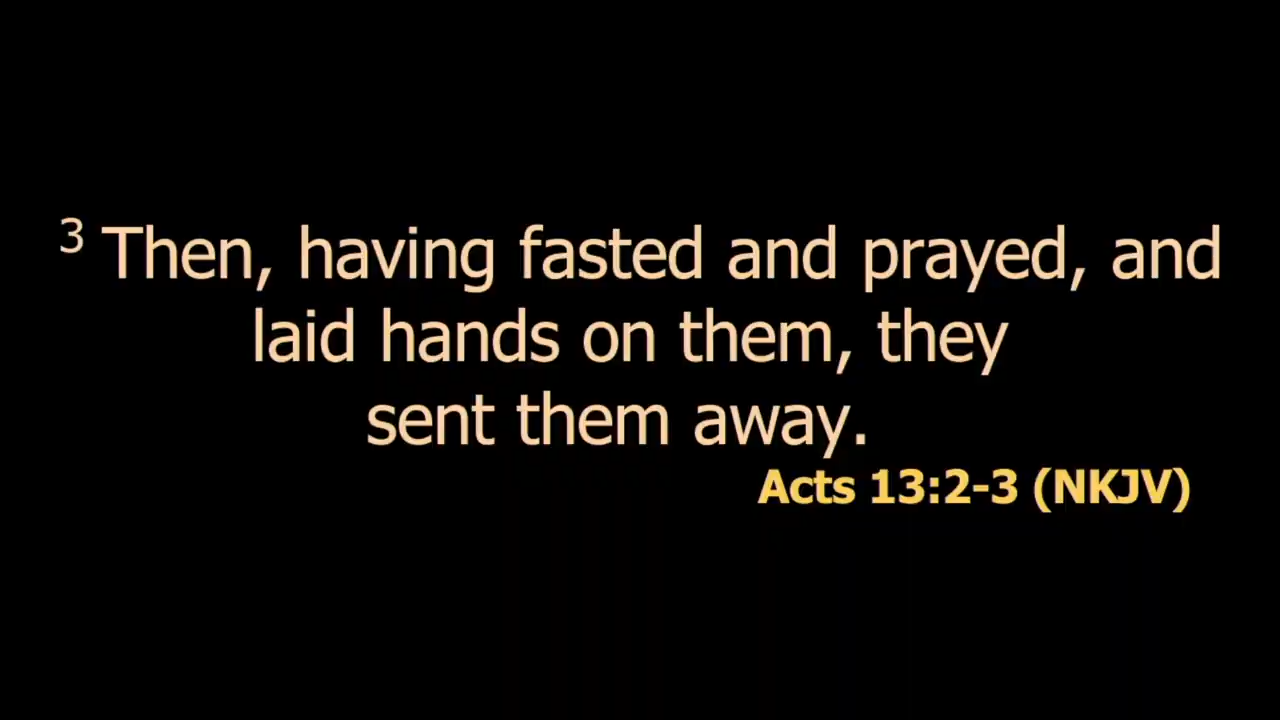 3 Then, having fasted and prayed, and
laid hands on them, they
sent them away.
Acts 13:2-3 (NKJV)